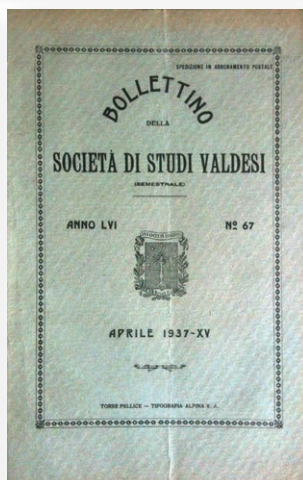 SPEDIZIONE IN ABBONAMENTO POSTALE
BOLLETTINO
DELLA
SOCIETÀ DI STUDI VALDESI
(SEMESTRALE)
ANNO LVI Nº 67
APRILE 1937-XV
TORRE PELLICE — TIPOGRAFIA ALPINA S. A.